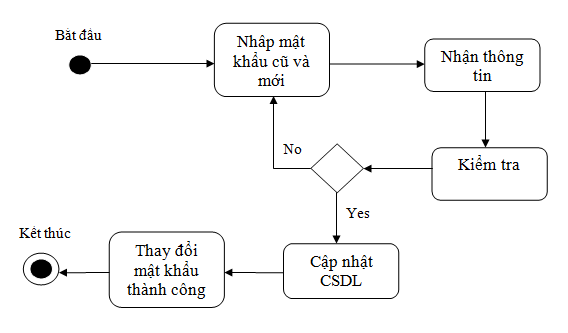 Bắt đầu
Nhâp mật
khẩu cũ và
mới
Nhận thông
tin
Kiểm tra
No
Yes
Cập nhật
CSDL
Thay đổi
mật khẩu
thành công
Kết thúc